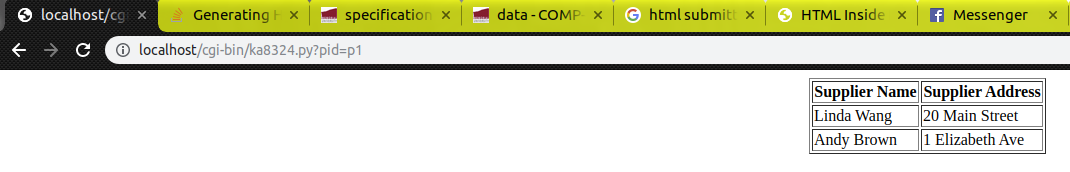 localhost/cgi Generating H specification data - COMP- html submitt HTML Inside Messenger
localhost/cgi-bin/ka8324.py?pid=p1
Supplier Name Supplier Address
Linda Wang 20 Main Street
Andy Brown 1 Elizabeth Ave